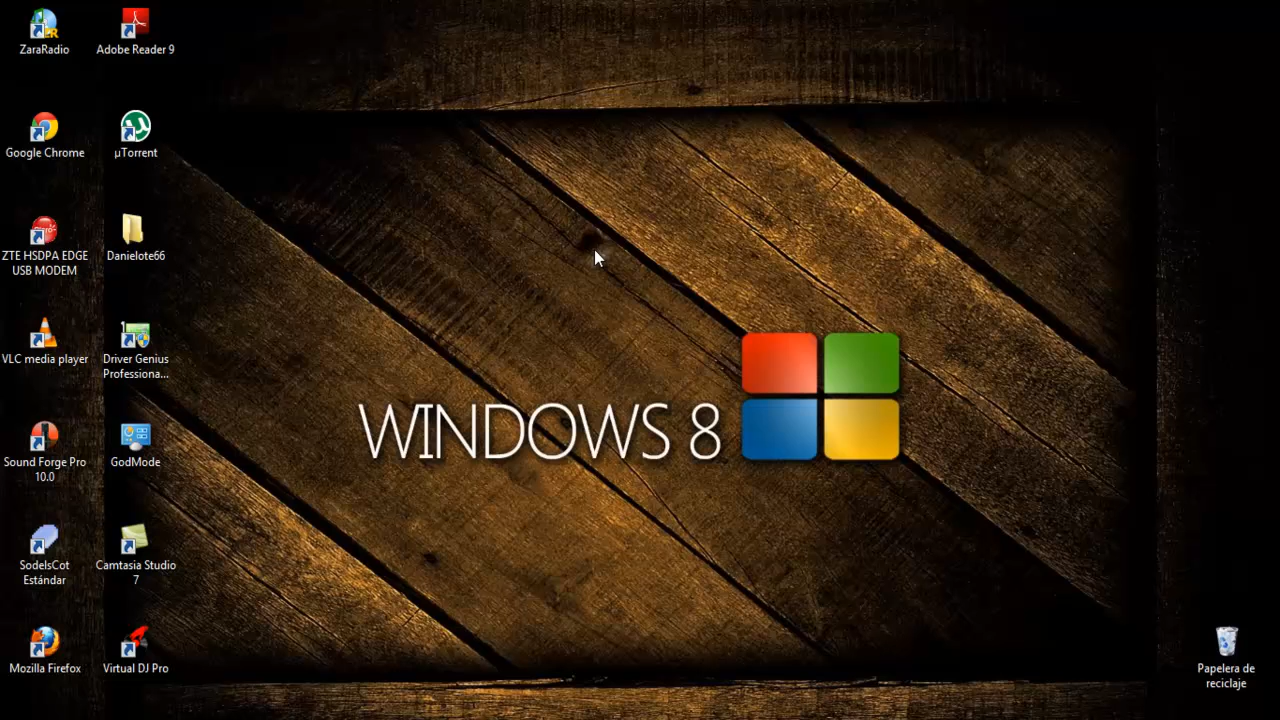 ZaraRadio
Adobe Reader 9
Google Chrome
µTorrent
ZTE HSDPA EDGE
USB MODEM
Danielote66
VLC media player
Driver Genius
Professiona...
Sound Forge Pro
10.0
GodMode
SodelsCot
Estándar
Camtasia Studio
7
Mozilla Firefox
Virtual DJ Pro
WINDOWS 8
Papelera de
reciclaje